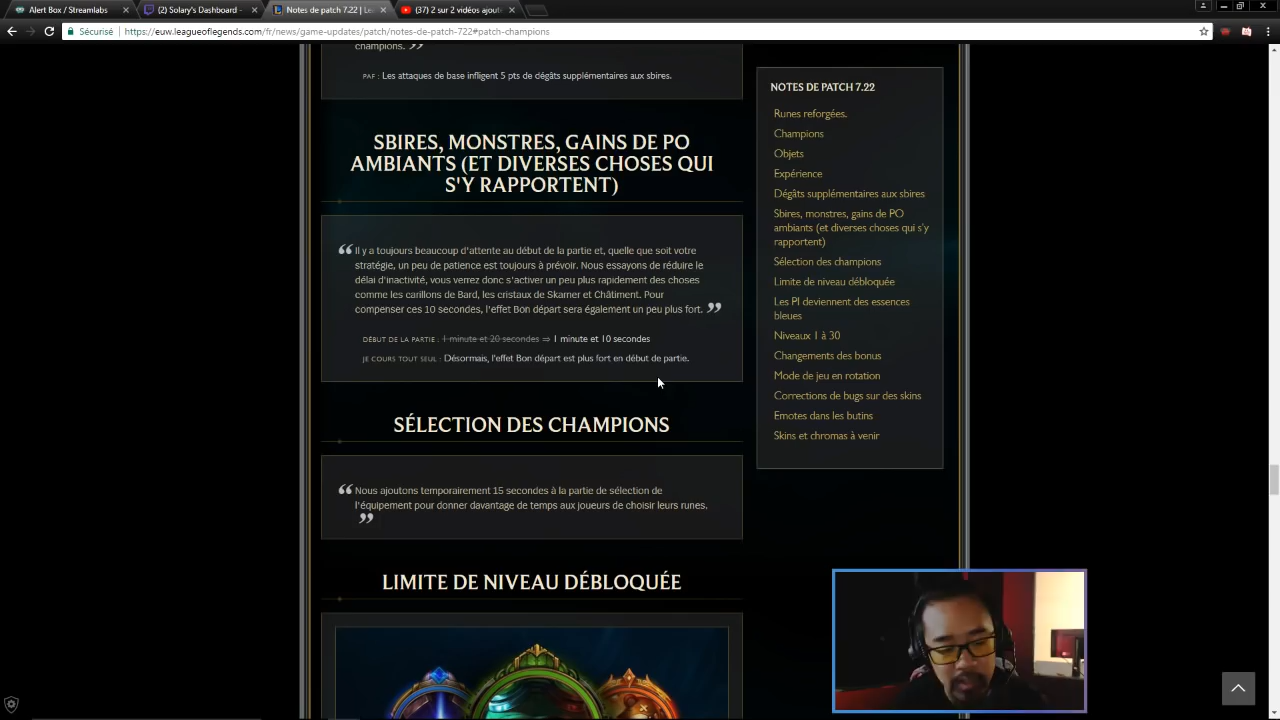 Alert Box / Streamlabs
(2) Solary's Dashboard -
Notes de patch 7.22 | Le
(37) 2 sur 2 vidéos ajout
Sécurisé
https://euw.leagueoflegends.com/fr/news/game-updates/patch/notes-de-patch-722#patch-champions
champions.
PAF : Les attaques de base infligent 5 pts de dégâts supplémentaires aux sbires.
SBIRES, MONSTRES, GAINS DE PO
AMBIANTS (ET DIVERSES CHOSES QUI
S'Y RAPPORTENT)
“ Il y a toujours beaucoup d'attente au début de la partie et, quelle que soit votre
stratégie, un peu de patience est toujours à prévoir. Nous essayons de réduire le
délai d'inactivité, vous verrez donc s'activer un peu plus rapidement des choses
comme les carillons de Bard, les cristaux de Skarner et Châtiment. Pour
compenser ces 10 secondes, l'effet Bon départ sera également un peu plus fort. ”
DÉBUT DE LA PARTIE : 1 minute et 20 secondes ⇒ 1 minute et 10 secondes
JE COURS TOUT SEUL : Désormais, l'effet Bon départ est plus fort en début de partie.
SÉLECTION DES CHAMPIONS
“ Nous ajoutons temporairement 15 secondes à la partie de sélection de
l'équipement pour donner davantage de temps aux joueurs de choisir leurs runes.
”
LIMITE DE NIVEAU DÉBLOQUÉE
NOTES DE PATCH 7.22
Runes reforgées.
Champions
Objets
Expérience
Dégâts supplémentaires aux sbires
Sbires, monstres, gains de PO
ambiants (et diverses choses qui s'y
rapportent)
Sélection des champions
Limite de niveau débloquée
Les PI deviennent des essences
bleues
Niveaux 1 à 30
Changements des bonus
Mode de jeu en rotation
Corrections de bugs sur des skins
Emotes dans les butins
Skins et chromas à venir